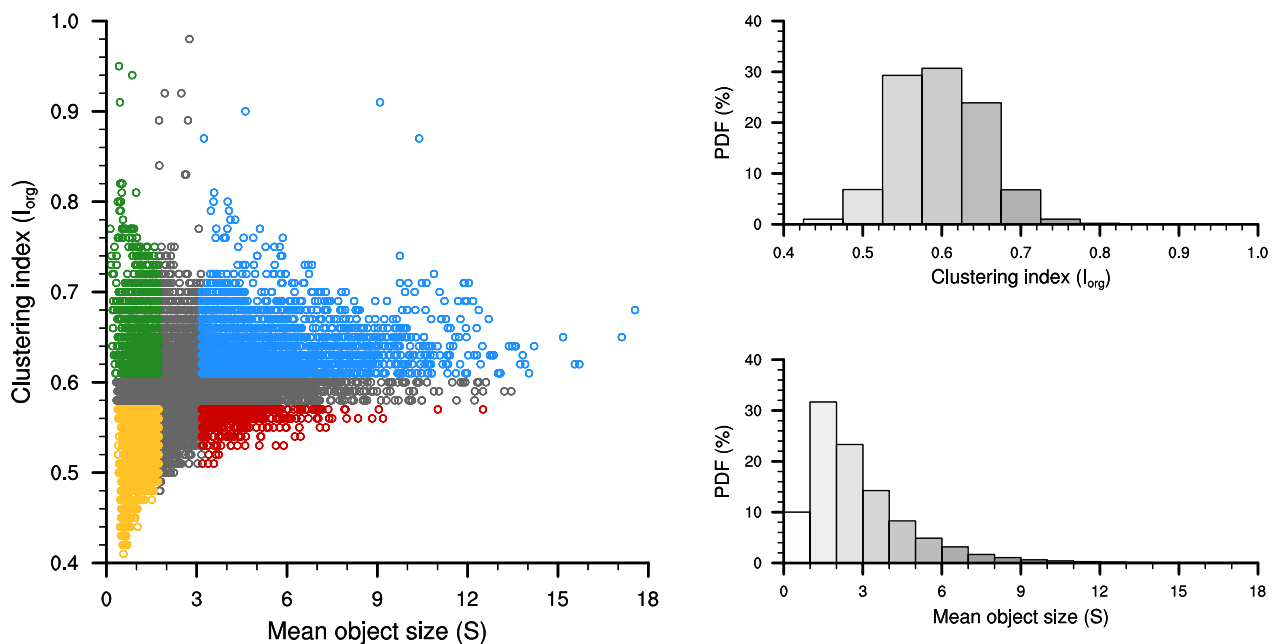 1.0
0.9
0.8
0.7
0.6
0.5
0.4
Clustering index (I_org)
0 3 6 9 12 15 18
Mean object size (S)
40
30
20
10
0
PDF (%)
0.4 0.5 0.6 0.7 0.8 0.9 1.0
Clustering index (I_org)
40
30
20
10
0
PDF (%)
0 3 6 9 12 15 18
Mean object size (S)